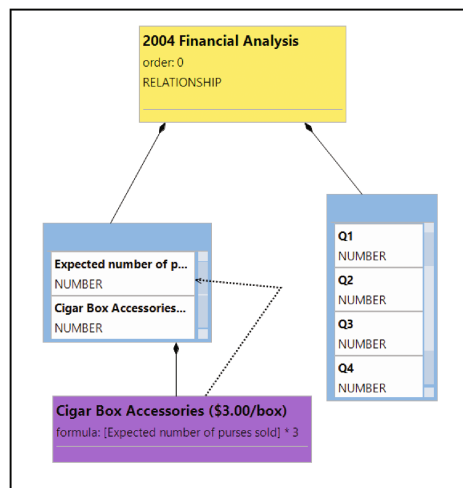 2004 Financial Analysis
order: 0
RELATIONSHIP
Expected number of p...
NUMBER
Cigar Box Accessories...
NUMBER
Q1
NUMBER
Q2
NUMBER
Q3
NUMBER
Q4
NUMBER
Cigar Box Accessories ($3.00/box)
formula: [Expected number of purses sold] * 3